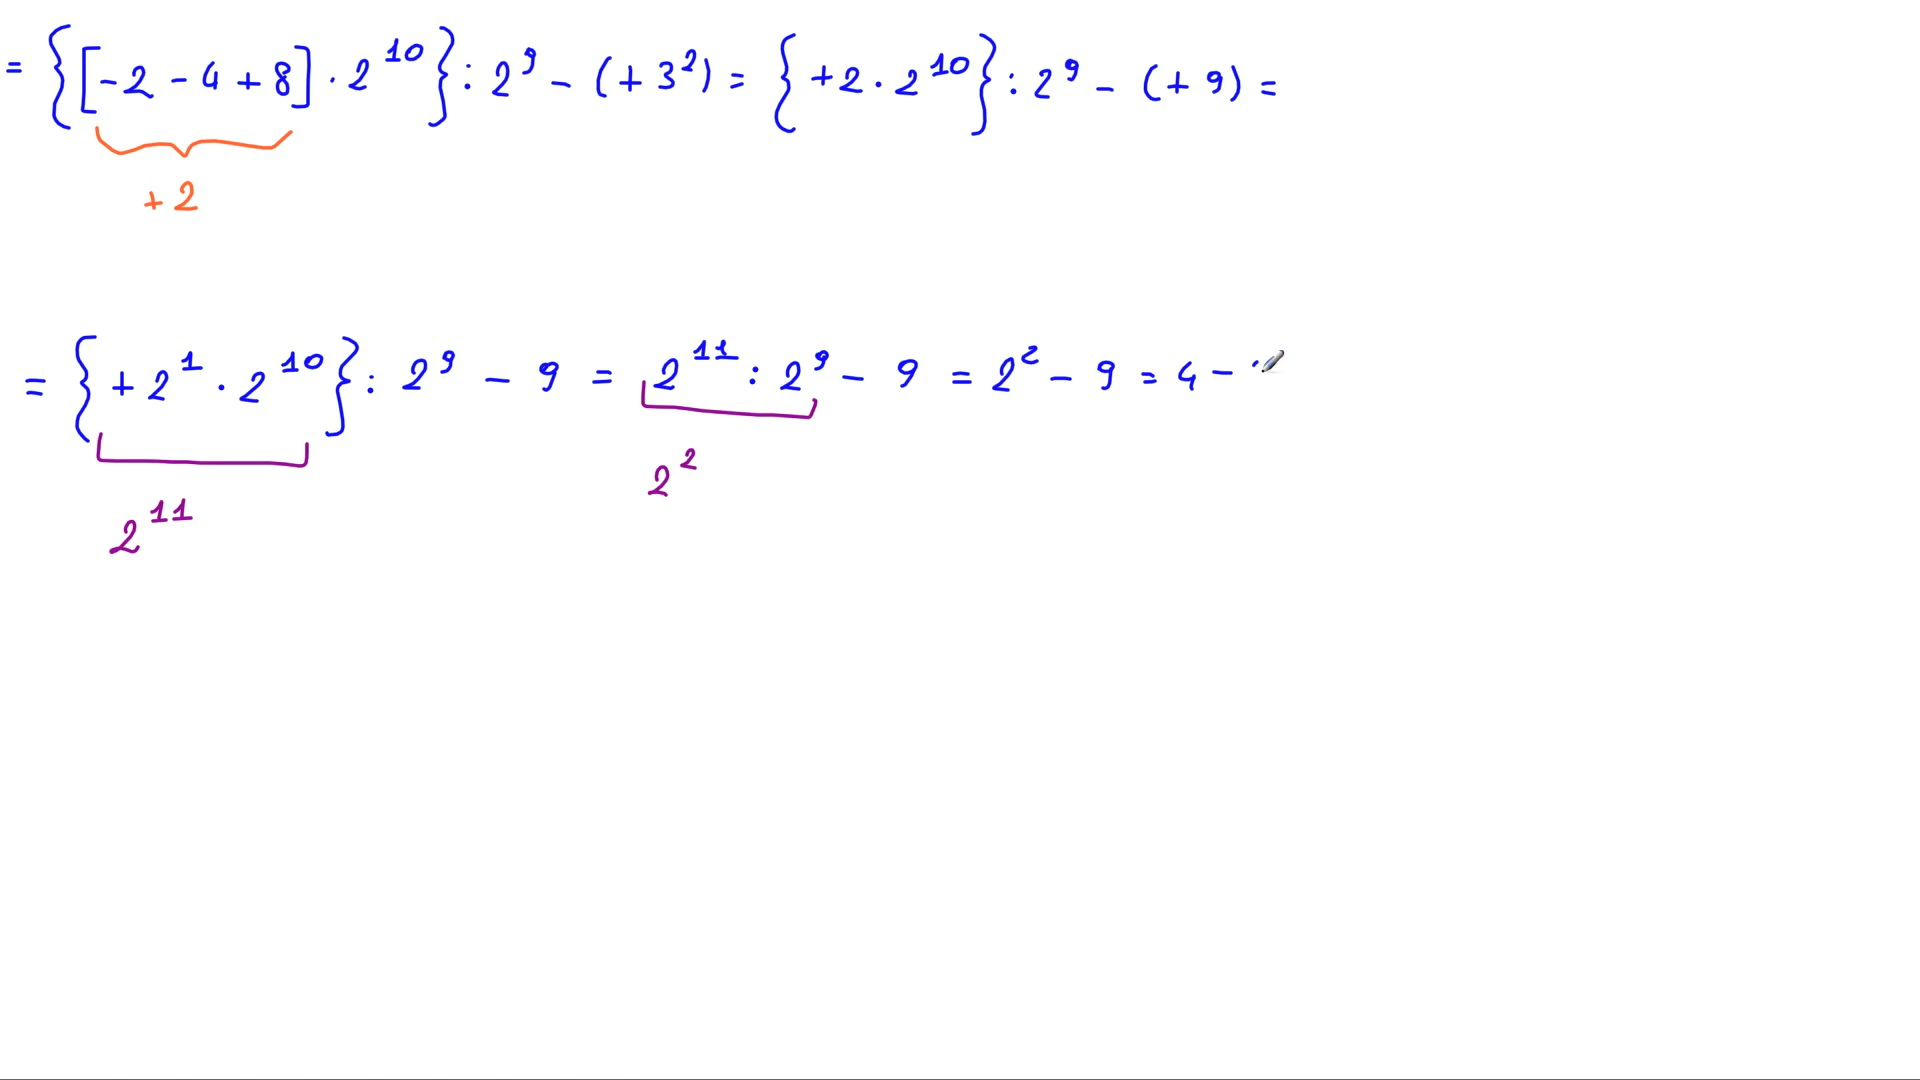 = {[-2 - 4 + 8] · 2^10} : 2^9 - (+3^2) = {+2 · 2^10} : 2^9 - (+9) =
+2
= {+2^1 · 2^10} : 2^9 - 9 = 2^11 : 2^9 - 9 = 2^2 - 9 = 4 -
2^2
2^11